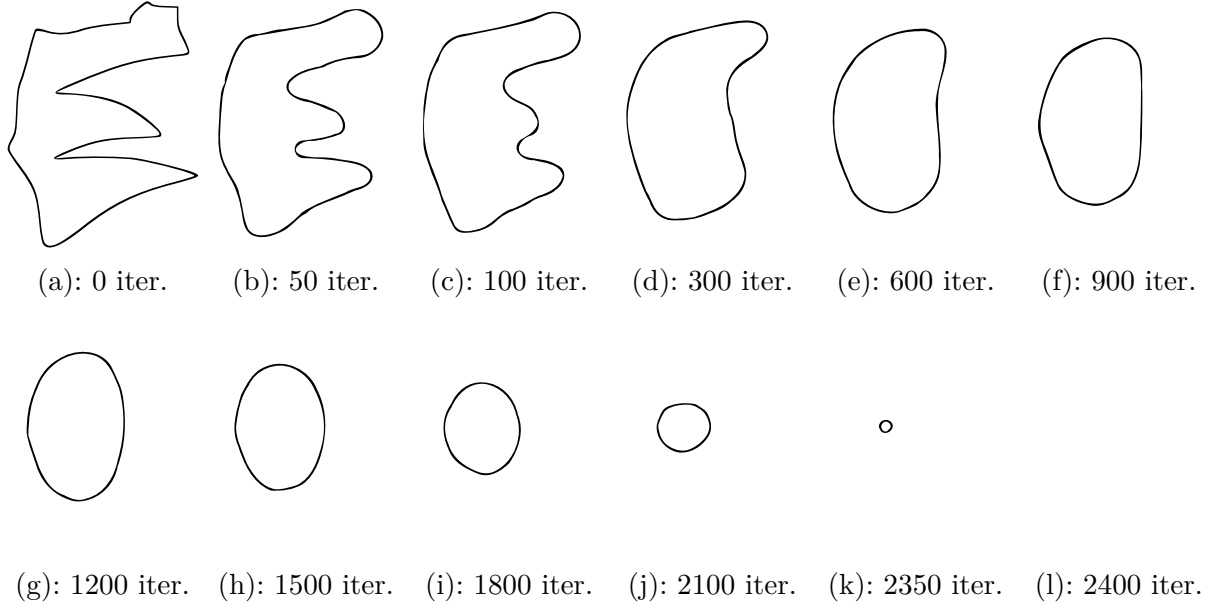 (a): 0 iter. (b): 50 iter. (c): 100 iter. (d): 300 iter. (e): 600 iter. (f): 900 iter.
(g): 1200 iter. (h): 1500 iter. (i): 1800 iter. (j): 2100 iter. (k): 2350 iter. (l): 2400 iter.